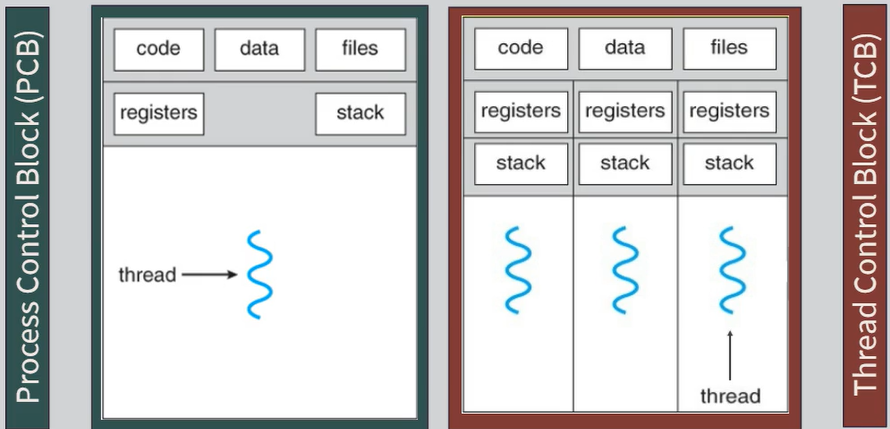 Process Control Block (PCB)
code data files
registers stack
thread
code data files
registers registers registers
stack stack stack
thread
Thread Control Block (TCB)